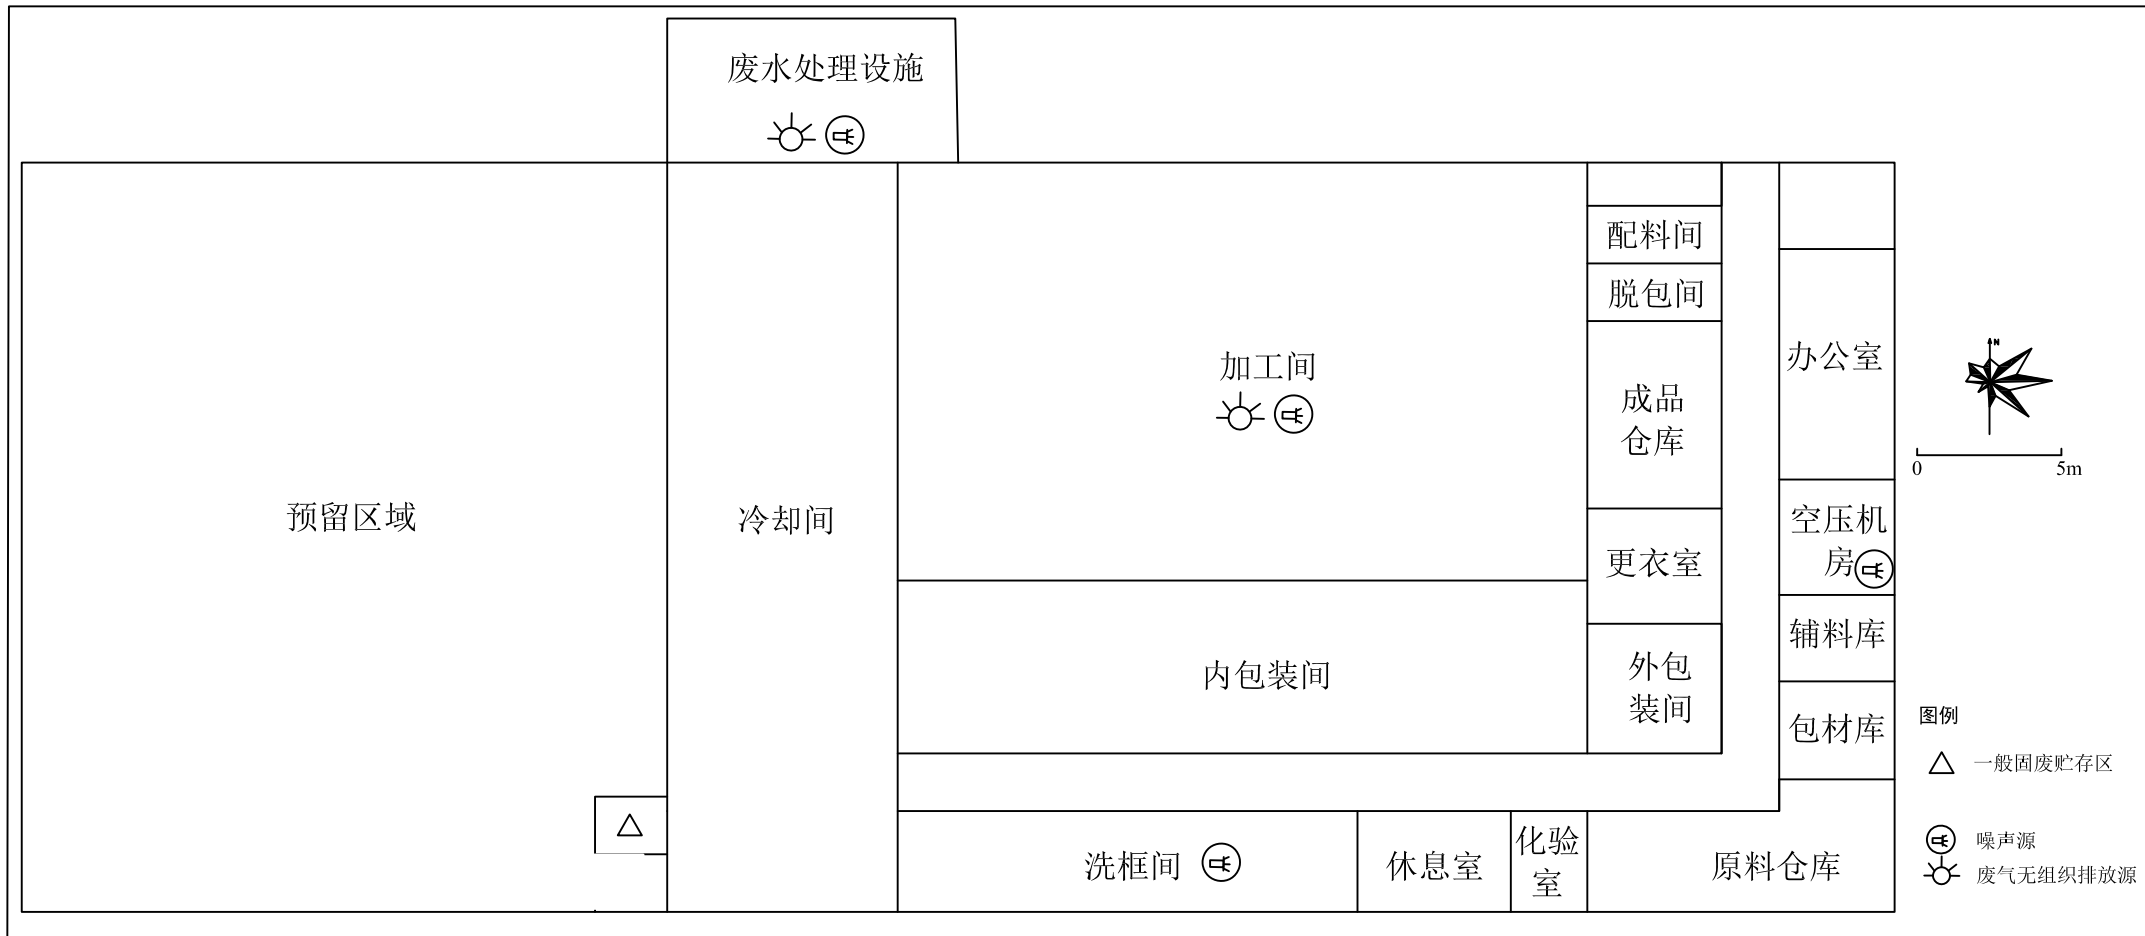 废水处理设施
配料间
脱包间
加工间
办公室
成品
仓库
预留区域
冷却间
更衣室
空压机
房
辅料库
内包装间
外包
装间
包材库
洗框间
休息室
化验
室
原料仓库
N
0
5m
图例
一般固废贮存区
噪声源
废气无组织排放源